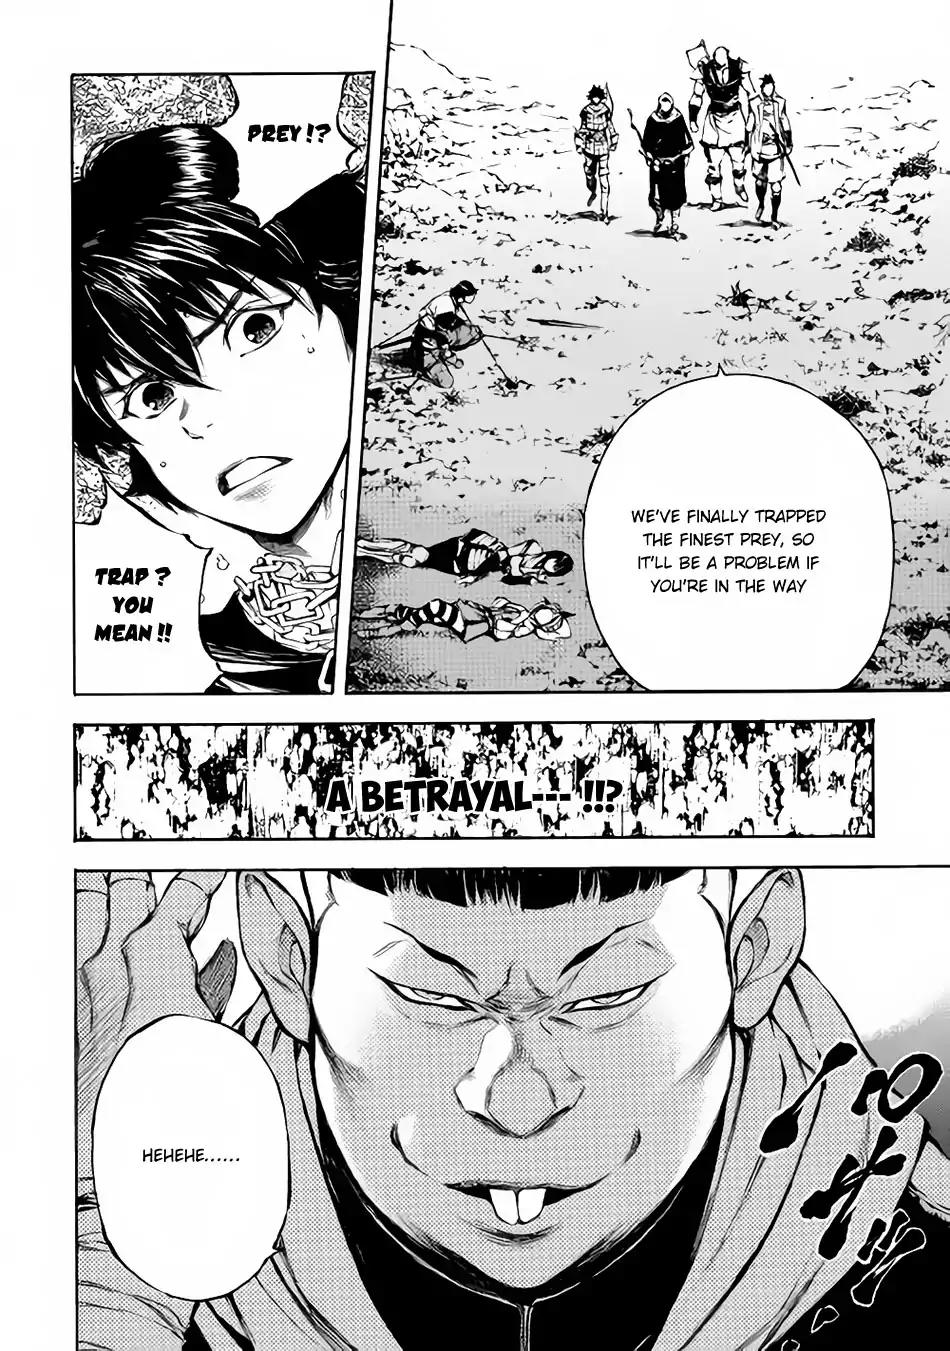 WE'VE FINALLY TRAPPED
THE FINEST PREY, SO
IT'LL BE A PROBLEM IF
YOU'RE IN THE WAY
PREY!?
TRAP?
YOU
MEAN!!
A BETRAYAL--- !!?
HEHEHE......